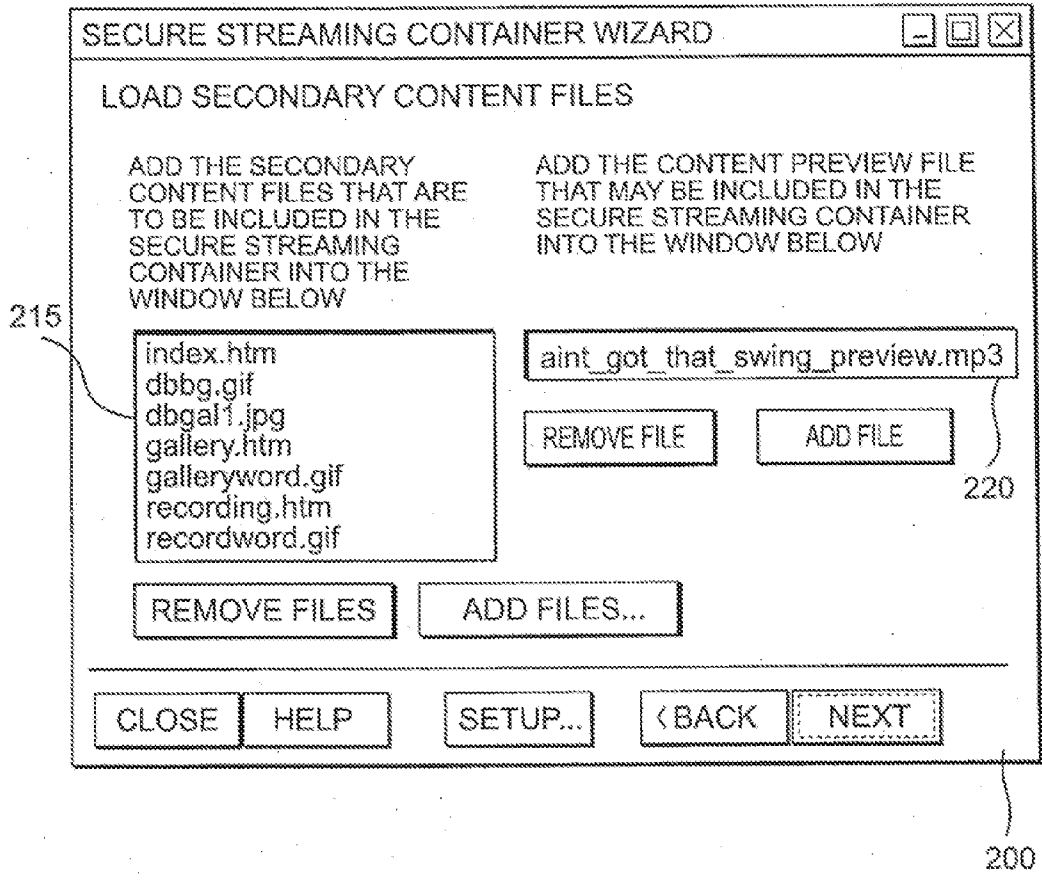 SECURE STREAMING CONTAINER WIZARD
LOAD SECONDARY CONTENT FILES
ADD THE SECONDARY
CONTENT FILES THAT ARE
TO BE INCLUDED IN THE
SECURE STREAMING
CONTAINER INTO THE
WINDOW BELOW
ADD THE CONTENT PREVIEW FILE
THAT MAY BE INCLUDED IN THE
SECURE STREAMING CONTAINER
INTO THE WINDOW BELOW
215
index.htm
dbbg.gif
dbgal1.jpg
gallery.htm
galleryword.gif
recording.htm
recordword.gif
aint_got_that_swing_preview.mp3
REMOVE FILE
ADD FILE
220
REMOVE FILES
ADD FILES...
CLOSE
HELP
SETUP...
<BACK
NEXT
200